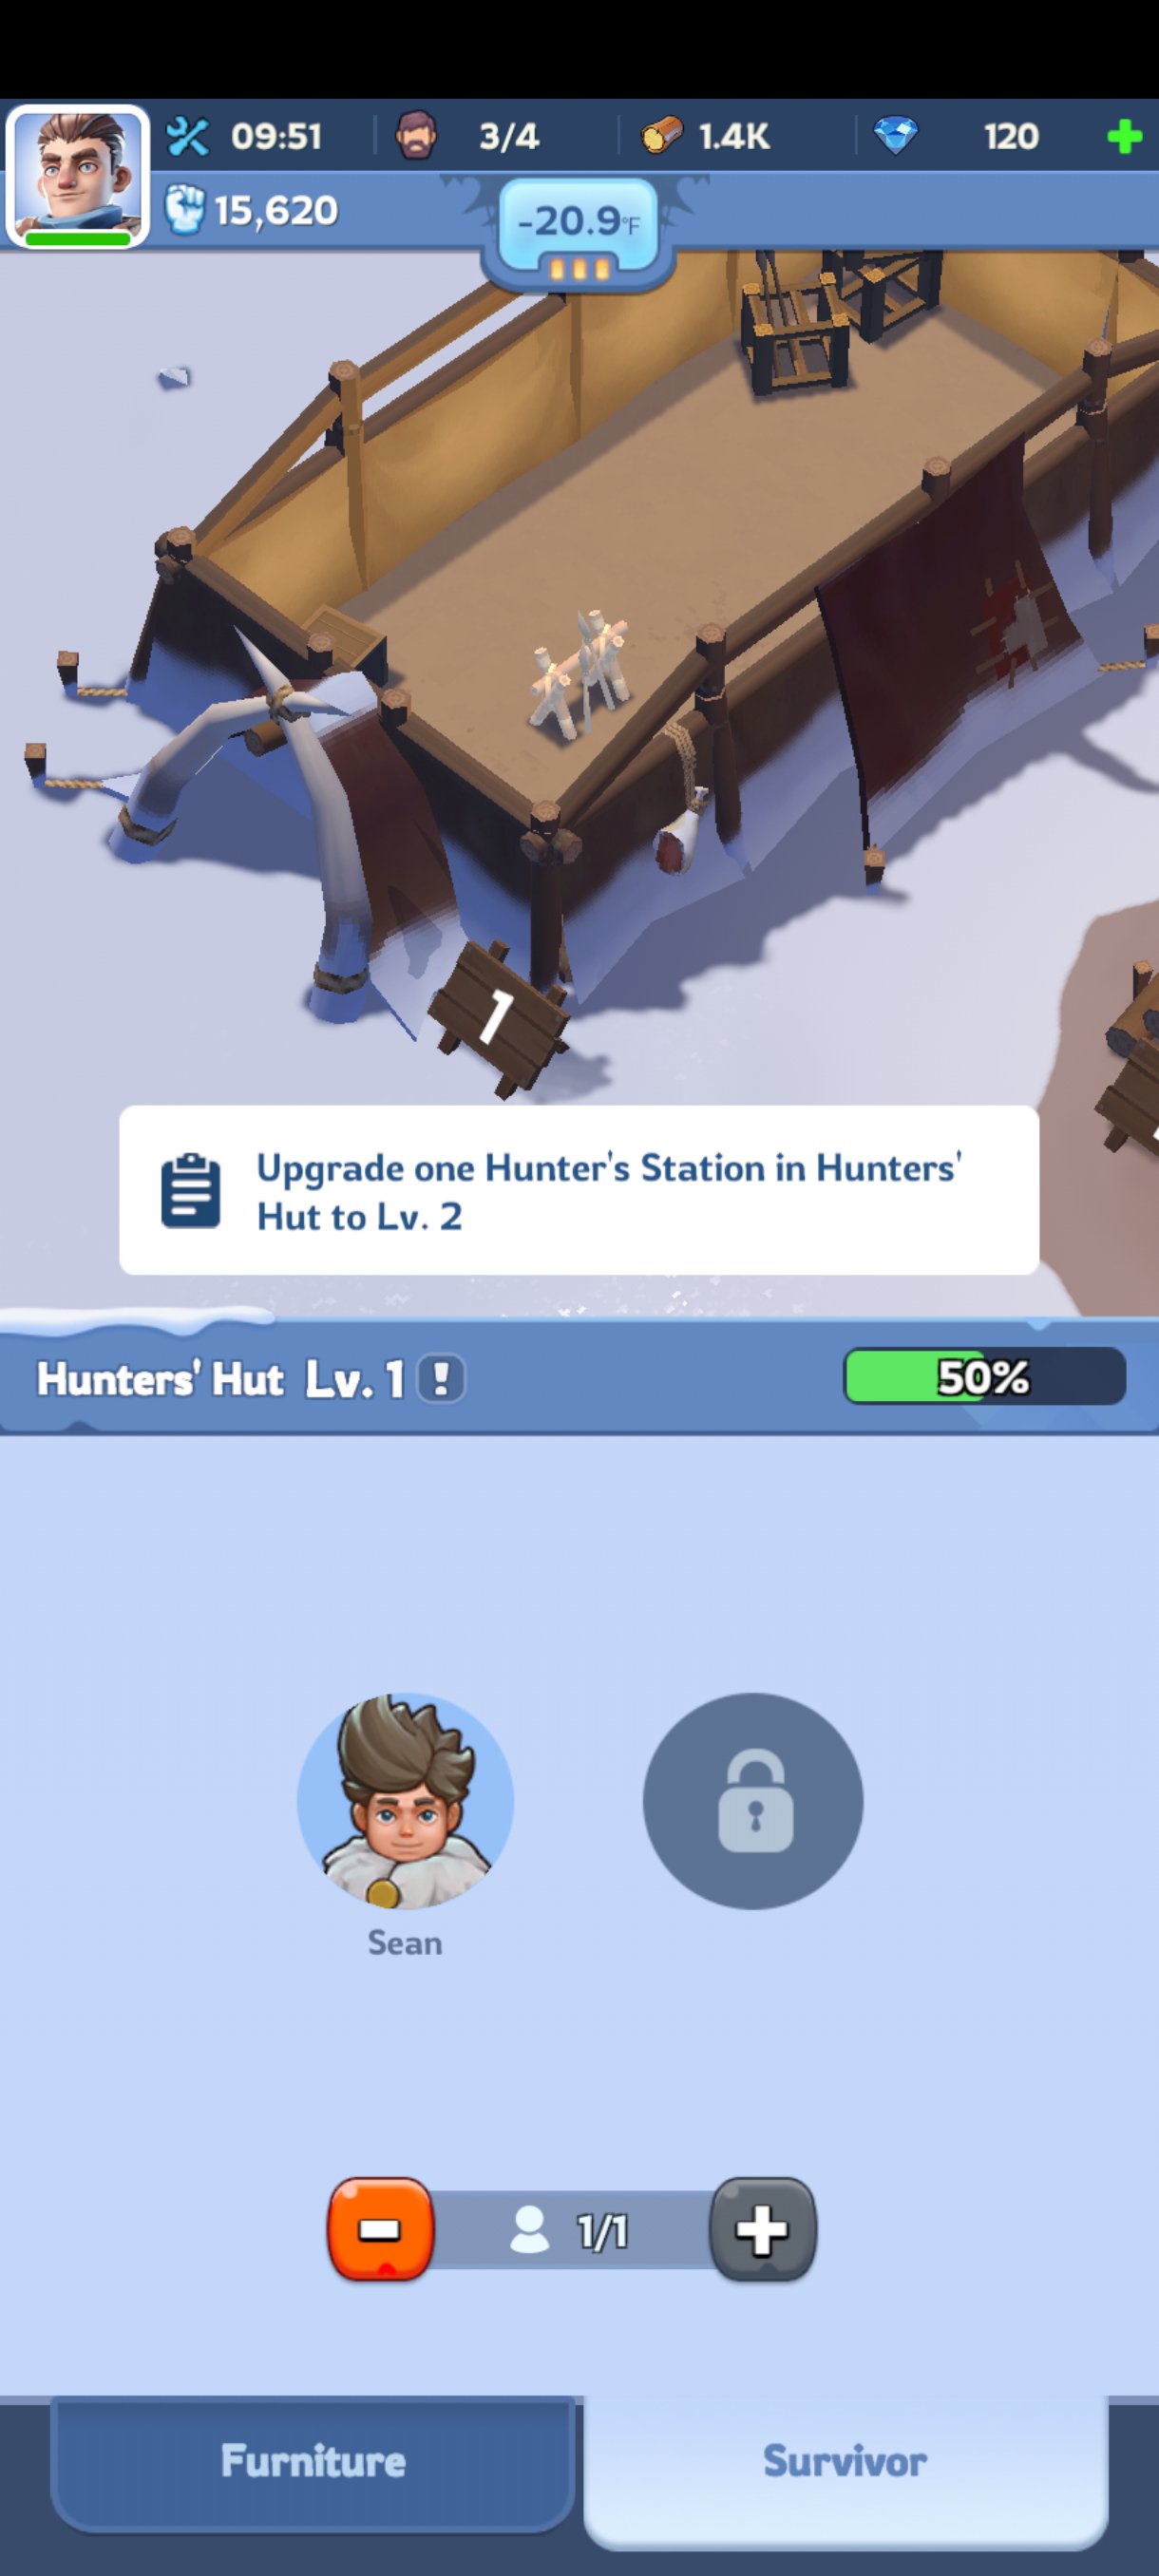 09:51
3/4
1.4K
120
15,620
-20.9°F
1
Upgrade one Hunter's Station in Hunters'
Hut to Lv. 2
Hunters' Hut Lv. 1 !
50%
Sean
1/1
Furniture
Survivor